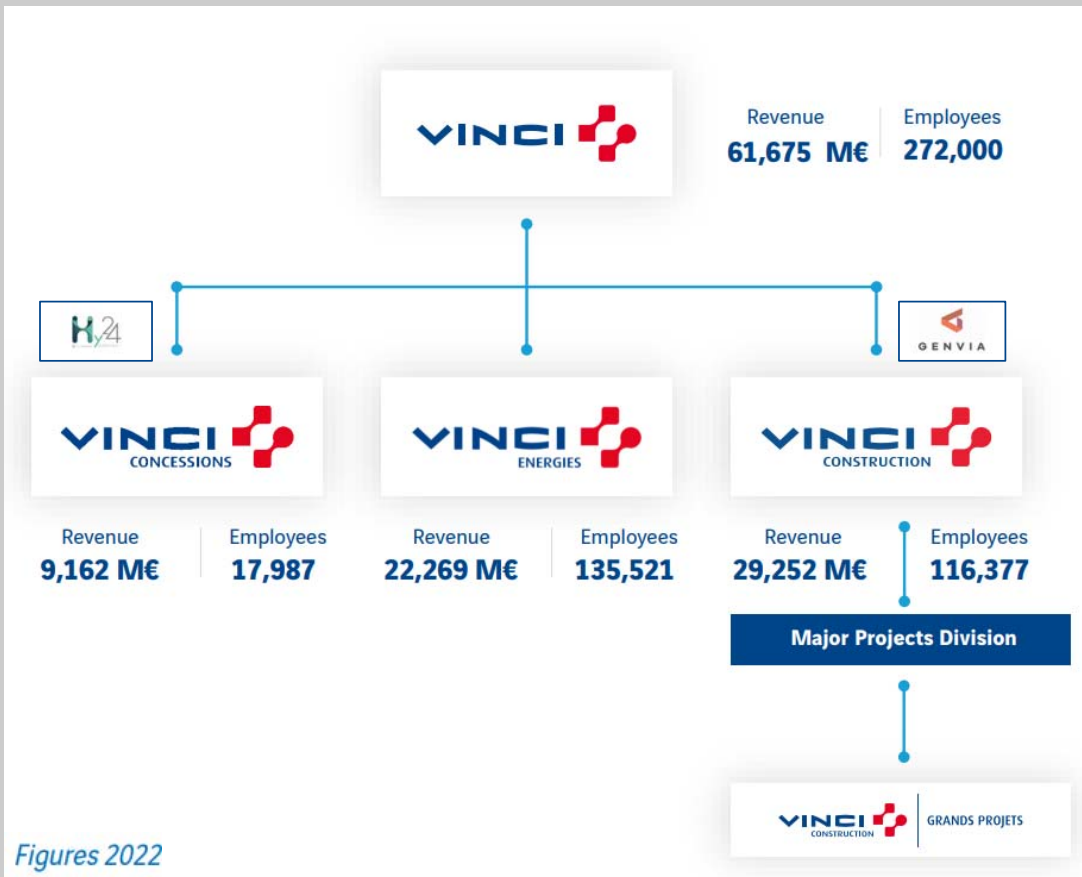 VINCI
Revenue Employees
61,675 M€ 272,000
Hy24
GENVIA
VINCI
CONCESSIONS
VINCI
ENERGIES
VINCI
CONSTRUCTION
Revenue Employees
9,162 M€ 17,987
Revenue Employees
22,269 M€ 135,521
Revenue Employees
29,252 M€ 116,377
Major Projects Division
VINCI
CONSTRUCTION
GRANDS PROJETS
Figures 2022